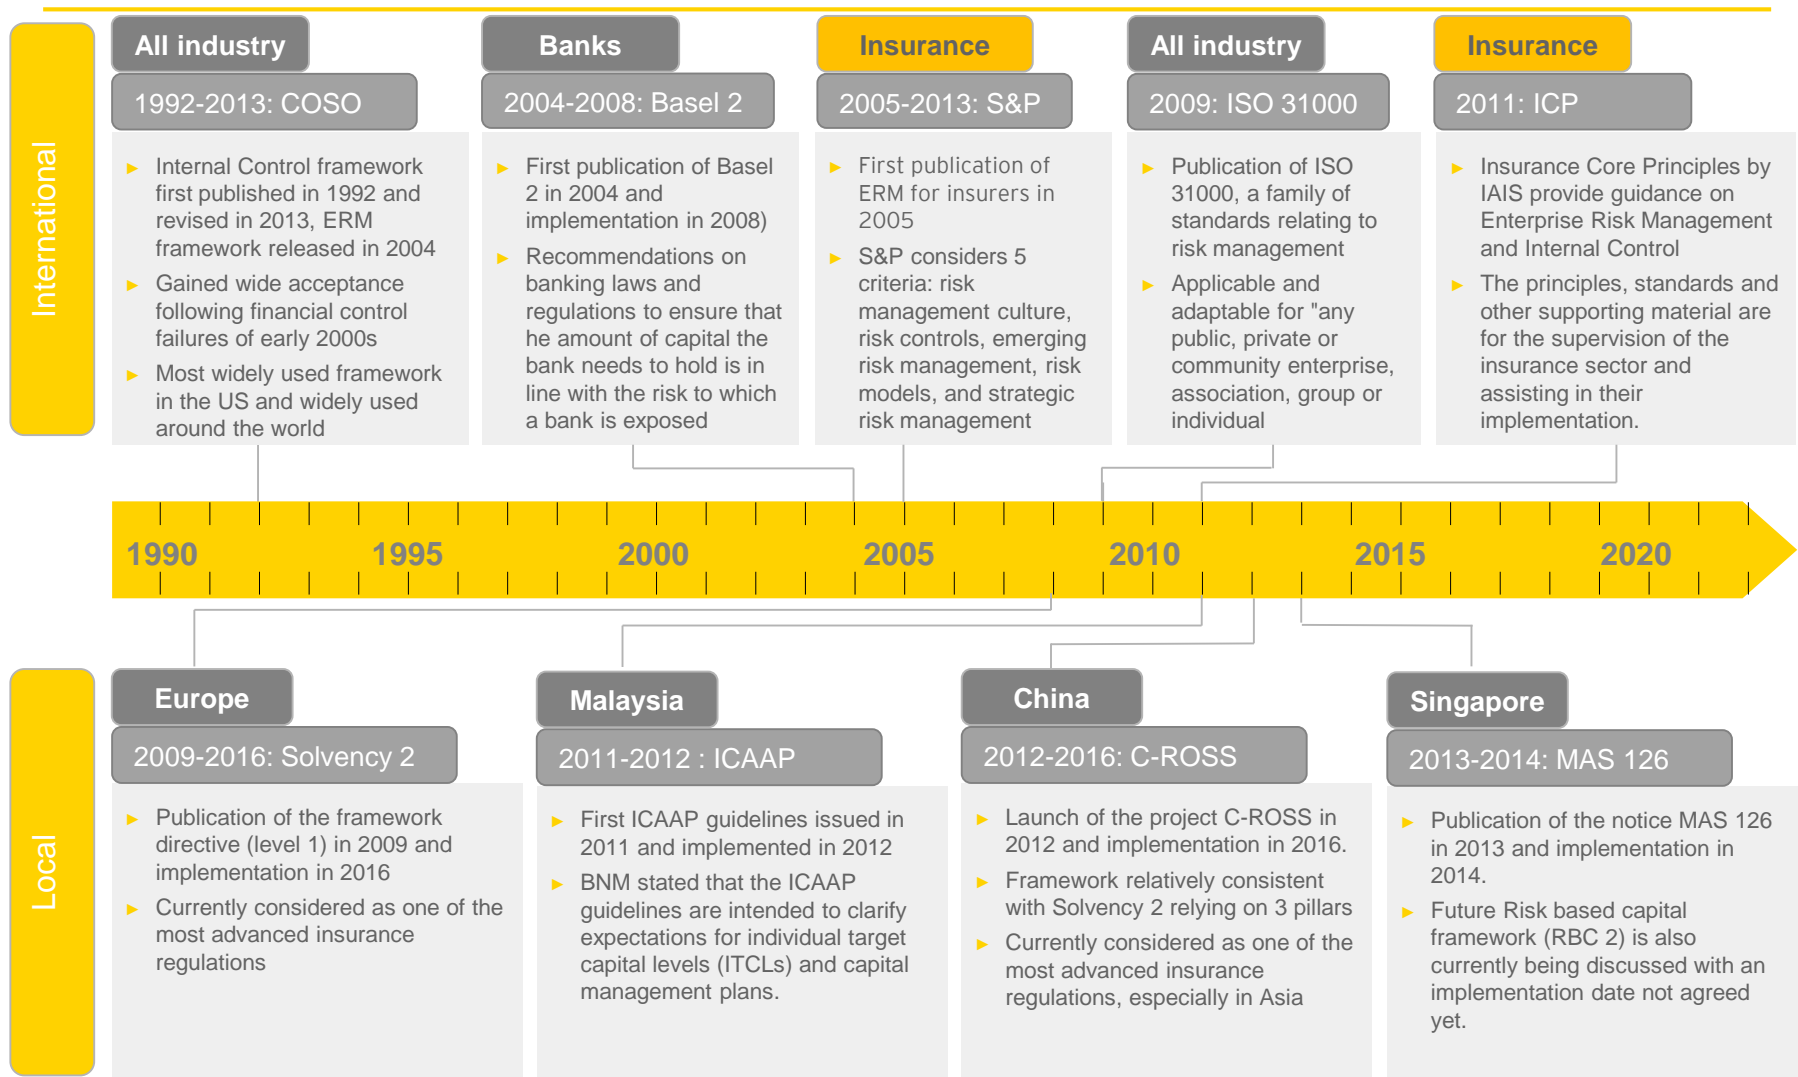 International
All industry
1992-2013: COSO
► Internal Control framework
first published in 1992 and
revised in 2013, ERM
framework released in 2004
► Gained wide acceptance
following financial control
failures of early 2000s
► Most widely used framework
in the US and widely used
around the world
Banks
2004-2008: Basel 2
► First publication of Basel
2 in 2004 and
implementation in 2008)
► Recommendations on
banking laws and
regulations to ensure that
he amount of capital the
bank needs to hold is in
line with the risk to which
a bank is exposed
Insurance
2005-2013: S&P
► First publication of
ERM for insurers in
2005
► S&P considers 5
criteria: risk
management culture,
risk controls, emerging
risk management, risk
models, and strategic
risk management
All industry
2009: ISO 31000
► Publication of ISO
31000, a family of
standards relating to
risk management
► Applicable and
adaptable for "any
public, private or
community enterprise,
association, group or
individual
Insurance
2011: ICP
► Insurance Core Principles by
IAIS provide guidance on
Enterprise Risk Management
and Internal Control
► The principles, standards and
other supporting material are
for the supervision of the
insurance sector and
assisting in their
implementation.
1990 1995 2000 2005 2010 2015 2020
Local
Europe
2009-2016: Solvency 2
► Publication of the framework
directive (level 1) in 2009 and
implementation in 2016
► Currently considered as one of the
most advanced insurance
regulations
Malaysia
2011-2012 : ICAAP
► First ICAAP guidelines issued in
2011 and implemented in 2012
► BNM stated that the ICAAP
guidelines are intended to clarify
expectations for individual target
capital levels (ITCLs) and capital
management plans.
China
2012-2016: C-ROSS
► Launch of the project C-ROSS in
2012 and implementation in 2016.
► Framework relatively consistent
with Solvency 2 relying on 3 pillars
► Currently considered as one of the
most advanced insurance
regulations, especially in Asia
Singapore
2013-2014: MAS 126
► Publication of the notice MAS 126
in 2013 and implementation in
2014.
► Future Risk based capital
framework (RBC 2) is also
currently being discussed with an
implementation date not agreed
yet.